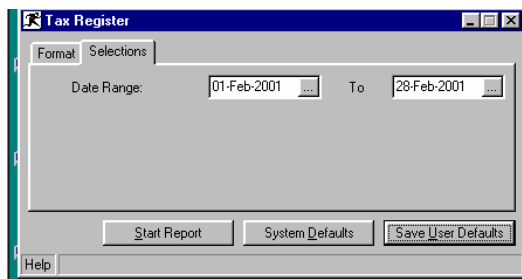 Tax Register
Format Selections
Date Range: 01-Feb-2001 ... To 28-Feb-2001 ...
Start Report System Defaults Save User Defaults
Help